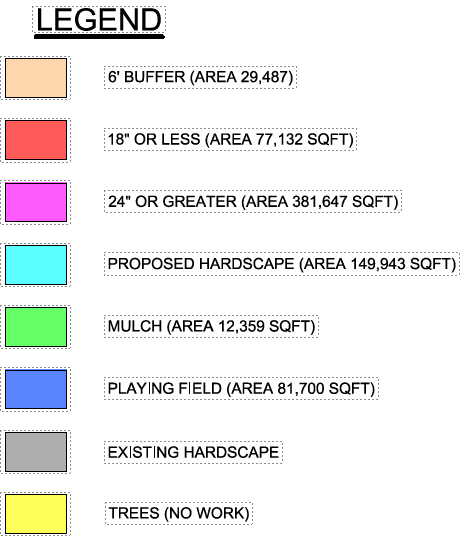 LEGEND
6' BUFFER (AREA 29,487)
18" OR LESS (AREA 77,132 SQFT)
24" OR GREATER (AREA 381,647 SQFT)
PROPOSED HARDSCAPE (AREA 149,943 SQFT)
MULCH (AREA 12,359 SQFT)
PLAYING FIELD (AREA 81,700 SQFT)
EXISTING HARDSCAPE
TREES (NO WORK)